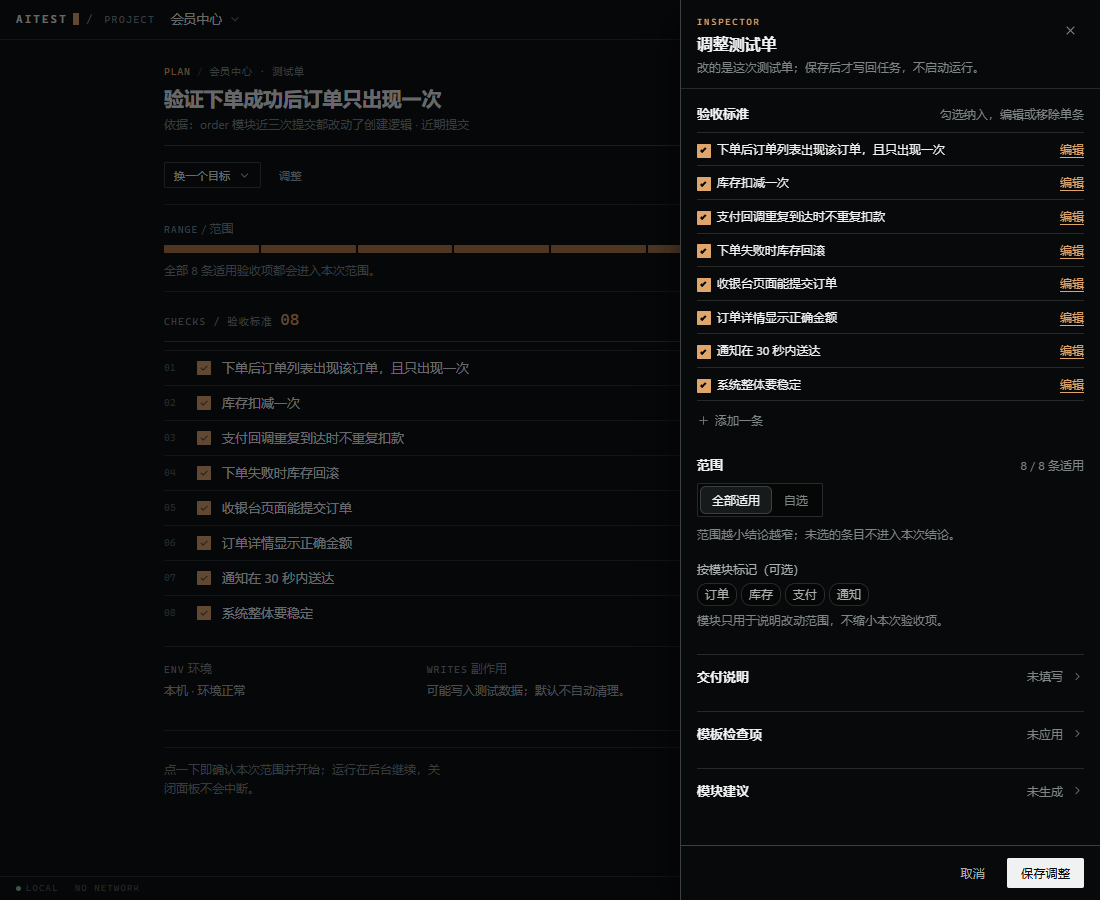 AITEST / PROJECT 会员中心
PLAN / 会员中心 · 测试单
验证下单成功后订单只出现一次
依据：order 模块近三次提交都改动了创建逻辑 · 近期提交
换一个目标 调整
RANGE / 范围
全部 8 条适用验收项都会进入本次范围。
CHECKS / 验收标准 08
01 下单后订单列表出现该订单，且只出现一次
02 库存扣减一次
03 支付回调重复到达时不重复扣款
04 下单失败时库存回滚
05 收银台页面能提交订单
06 订单详情显示正确金额
07 通知在 30 秒内送达
08 系统整体要稳定
ENV 环境
本机 · 环境正常
WRITES 副作用
可能写入测试数据；默认不自动清理。
点一下即确认本次范围并开始；运行在后台继续，关
闭面板不会中断。
LOCAL NO NETWORK
INSPECTOR
调整测试单
改的是这次测试单；保存后才写回任务，不启动运行。
验收标准 勾选纳入，编辑或移除单条
下单后订单列表出现该订单，且只出现一次 编辑
库存扣减一次 编辑
支付回调重复到达时不重复扣款 编辑
下单失败时库存回滚 编辑
收银台页面能提交订单 编辑
订单详情显示正确金额 编辑
通知在 30 秒内送达 编辑
系统整体要稳定 编辑
＋ 添加一条
范围 8 / 8 条适用
全部适用 自选
范围越小结论越窄；未选的条目不进入本次结论。
按模块标记（可选）
订单 库存 支付 通知
模块只用于说明改动范围，不缩小本次验收项。
交付说明 未填写
模板检查项 未应用
模块建议 未生成
取消 保存调整